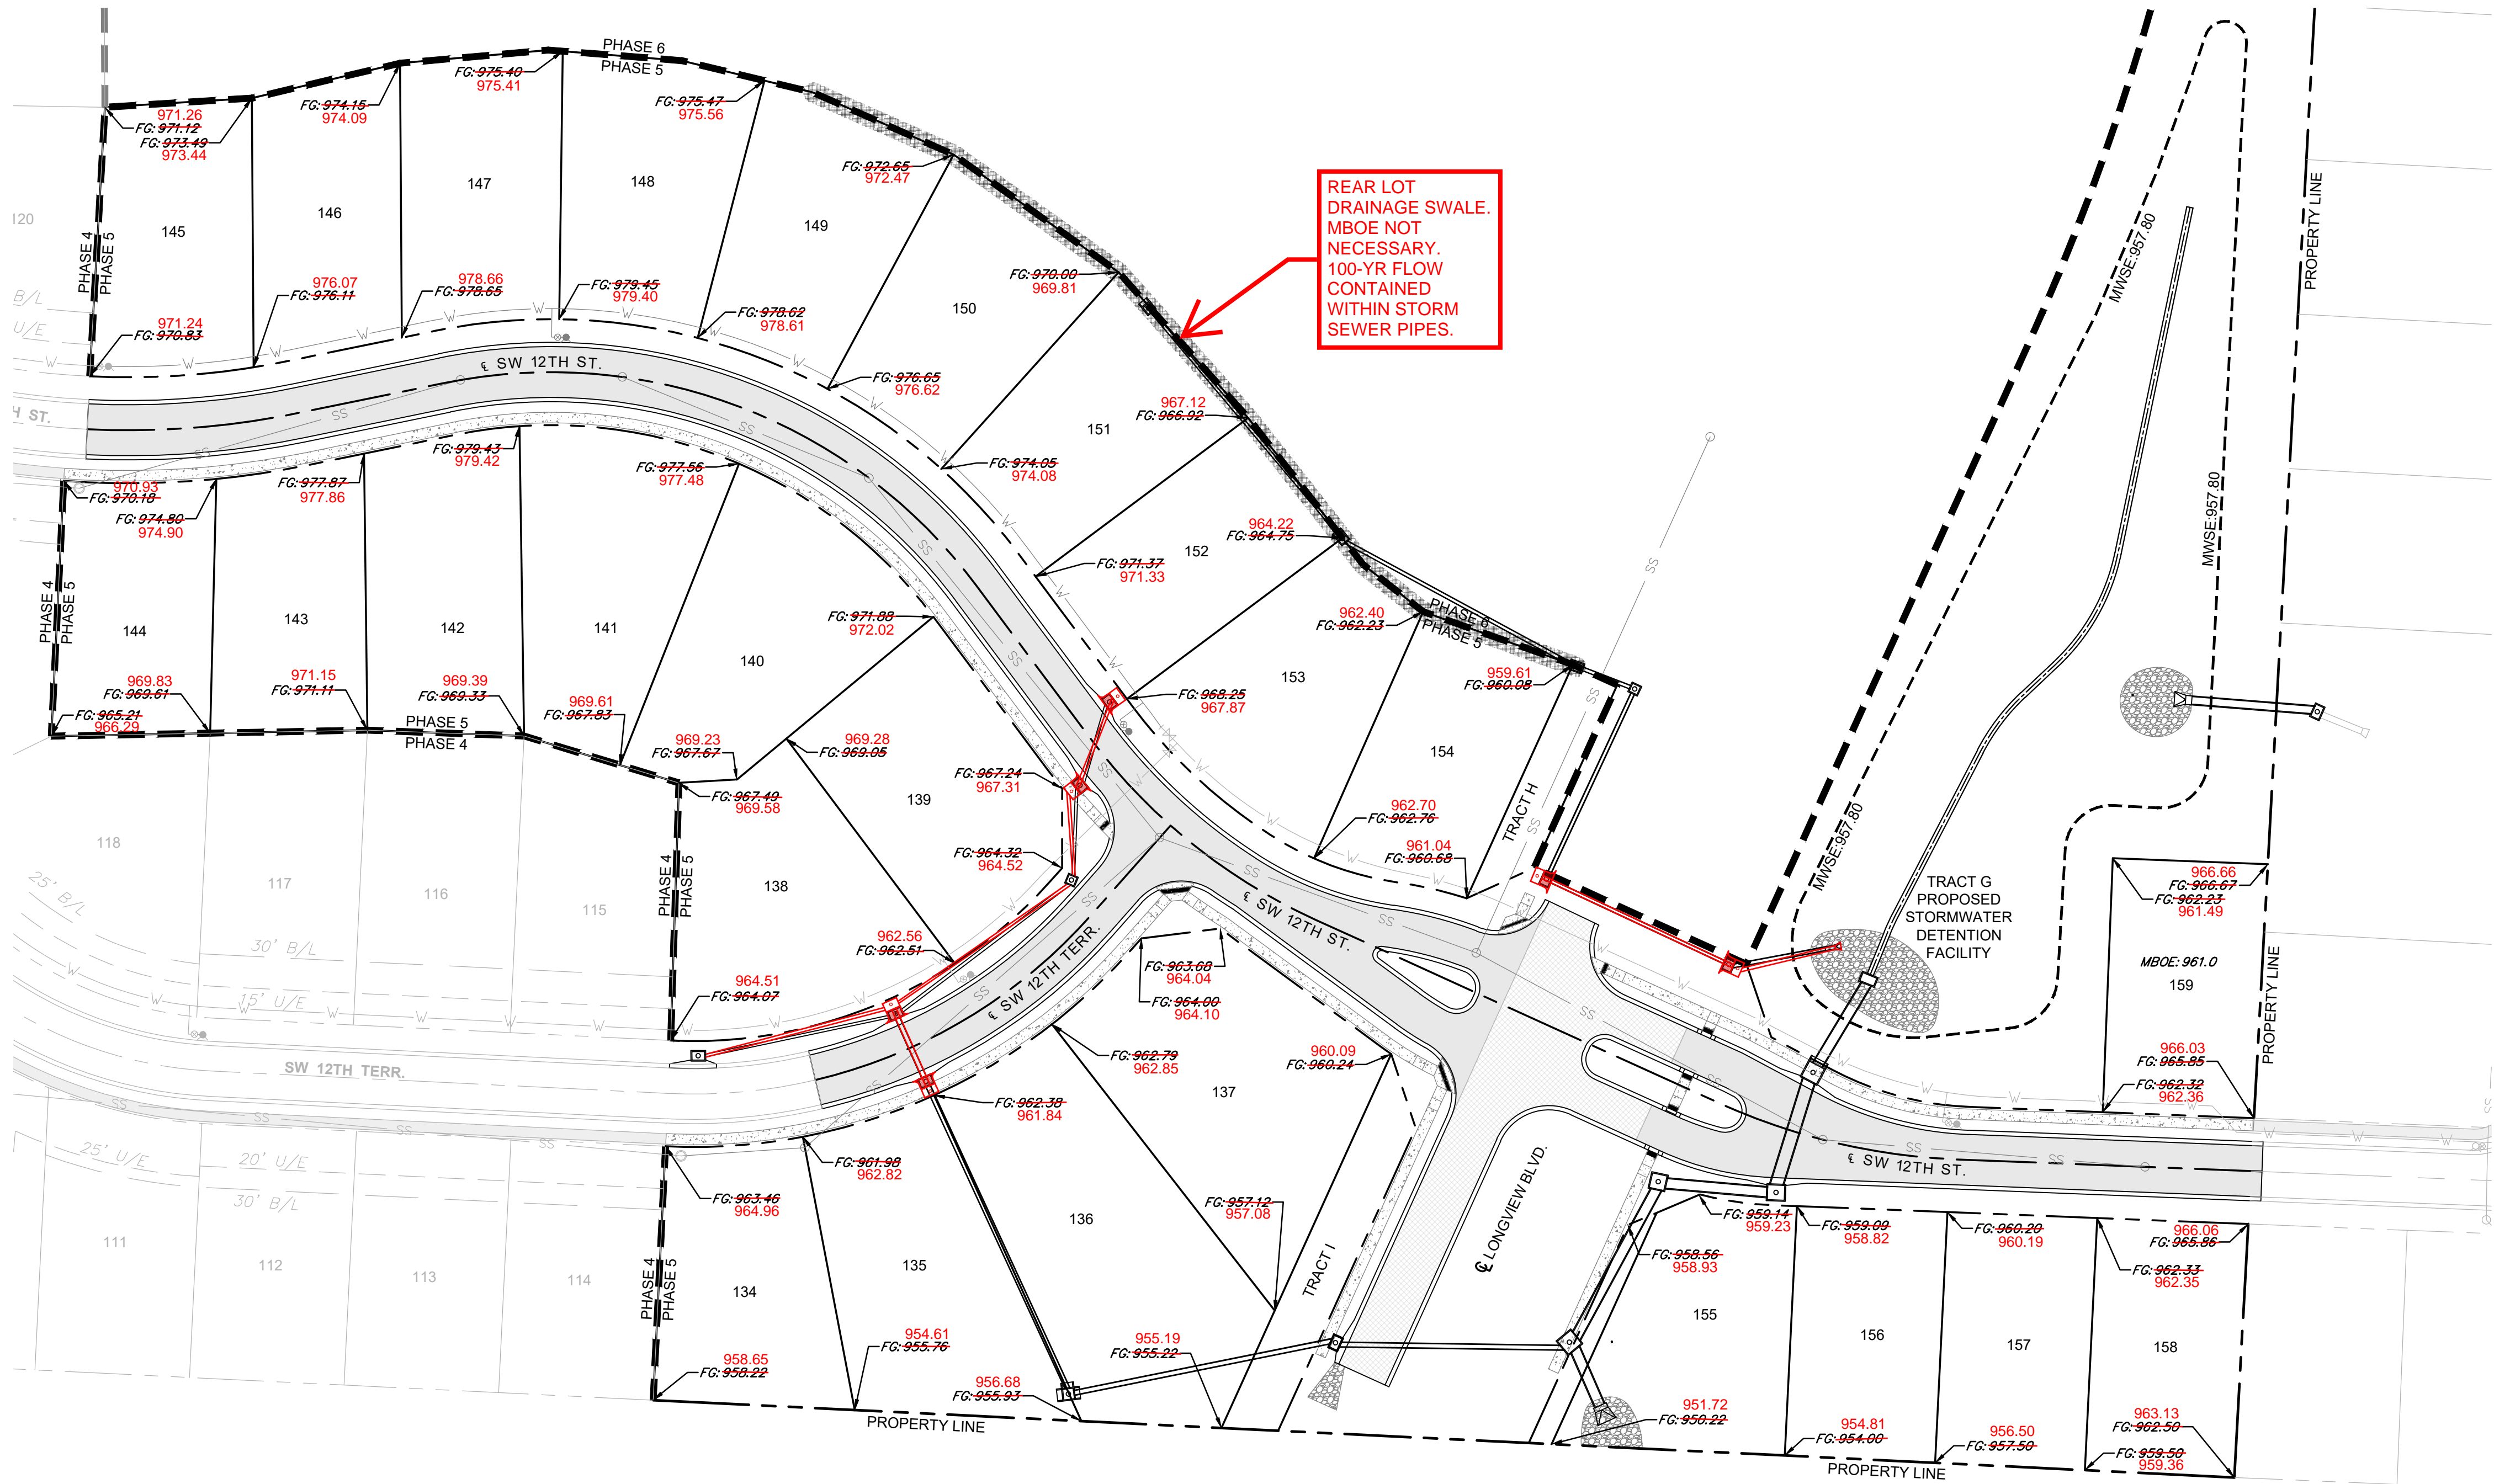 PHASE 6
PHASE 5
FG: 975.40
975.41
FG: 974.15
974.09
FG: 975.47
975.56
971.26
FG: 971.12
FG: 973.49
973.44
FG: 972.65
972.47
REAR LOT
DRAINAGE SWALE.
MBOE NOT
NECESSARY.
100-YR FLOW
CONTAINED
WITHIN STORM
SEWER PIPES.
120
PHASE 4
PHASE 5
145
146
147
148
149
150
B/L
U/E
971.24
FG: 970.83
976.07
FG: 976.11
978.66
FG: 978.65
FG: 979.45
979.40
FG: 978.62
978.61
FG: 970.00
969.81
FG: 976.65
976.62
℄ SW 12TH ST.
H ST.
151
967.12
FG: 966.92
FG: 974.05
974.08
970.93
FG: 970.18
FG: 974.80
974.90
FG: 977.87
977.86
FG: 979.43
979.42
FG: 977.56
977.48
152
964.22
FG: 964.75
FG: 971.37
971.33
PHASE 4
PHASE 5
144
143
142
141
140
FG: 971.88
972.02
962.40
FG: 962.23
PHASE 6
PHASE 5
959.61
FG: 960.08
153
FG: 968.25
967.87
969.83
FG: 969.61
971.15
FG: 971.11
969.39
FG: 969.33
969.61
FG: 967.83
FG: 965.21
966.29
PHASE 5
PHASE 4
969.23
FG: 967.67
969.28
FG: 969.05
FG: 967.49
969.58
FG: 967.24
967.31
139
154
TRACT H
962.70
FG: 962.76
961.04
FG: 960.68
FG: 964.32
964.52
118
117
116
115
PHASE 4
PHASE 5
138
25' B/L
30' B/L
15' U/E
962.56
FG: 962.51
964.51
FG: 964.07
SW 12TH TERR.
℄ SW 12TH TERR.
℄ SW 12TH ST.
FG: 963.68
964.04
FG: 964.00
964.10
FG: 962.79
962.85
960.09
FG: 960.24
137
FG: 962.38
961.84
FG: 961.98
962.82
FG: 963.46
964.96
25' U/E
20' U/E
30' B/L
111
112
113
114
PHASE 4
PHASE 5
134
135
136
FG: 957.12
957.08
TRACT I
958.65
FG: 958.22
954.61
FG: 955.76
956.68
FG: 955.93
955.19
FG: 955.22
PROPERTY LINE
℄ LONGVIEW BLVD.
MWSE:957.80
MWSE:957.80
MWSE:957.80
PROPERTY LINE
TRACT G
PROPOSED
STORMWATER
DETENTION
FACILITY
966.66
FG: 966.67
FG: 962.23
961.49
MBOE: 961.0
159
PROPERTY LINE
966.03
FG: 965.85
FG: 962.32
962.36
℄ SW 12TH ST.
FG: 959.14
959.23
FG: 958.56
958.93
FG: 959.09
958.82
FG: 960.20
960.19
966.06
FG: 965.86
FG: 962.33
962.35
155
156
157
158
951.72
FG: 950.22
954.81
FG: 954.00
956.50
FG: 957.50
963.13
FG: 962.50
FG: 959.50
959.36
PROPERTY LINE